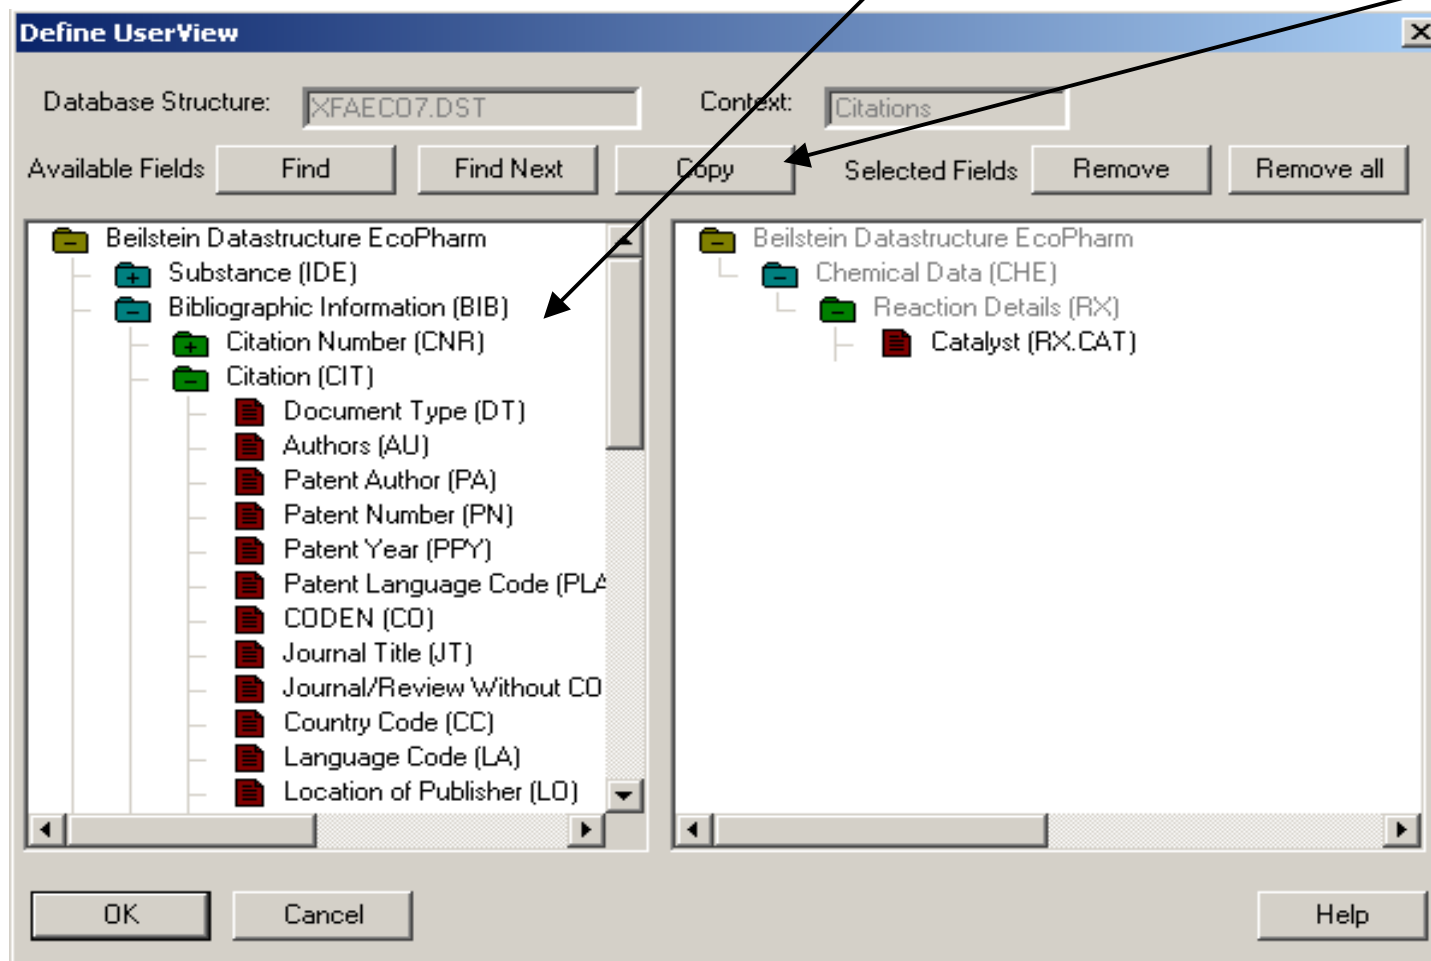 Define UserView
Database Structure: XFAEC07.DST Context: Citations
Available Fields Find Find Next Copy Selected Fields Remove Remove all
Beilstein Datastructure EcoPharm
Substance (IDE)
Bibliographic Information (BIB)
Citation Number (CNR)
Citation (CIT)
Document Type (DT)
Authors (AU)
Patent Author (PA)
Patent Number (PN)
Patent Year (PPY)
Patent Language Code (PLA
CODEN (CO)
Journal Title (JT)
Journal/Review Without CO
Country Code (CC)
Language Code (LA)
Location of Publisher (LO)
Beilstein Datastructure EcoPharm
Chemical Data (CHE)
Reaction Details (RX)
Catalyst (RX.CAT)
OK Cancel Help